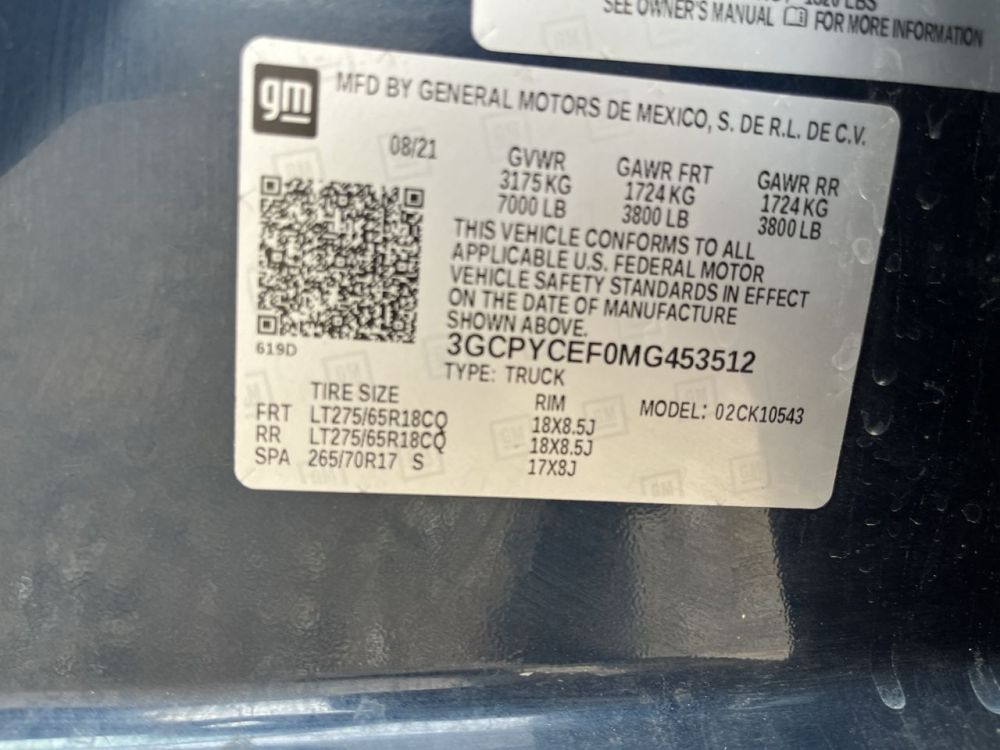 1320 LBS
SEE OWNER'S MANUAL FOR MORE INFORMATION
gm
MFD BY GENERAL MOTORS DE MEXICO, S. DE R.L. DE C.V.
08/21
GVWR GAWR FRT GAWR RR
3175 KG 1724 KG 1724 KG
7000 LB 3800 LB 3800 LB
THIS VEHICLE CONFORMS TO ALL
APPLICABLE U.S. FEDERAL MOTOR
VEHICLE SAFETY STANDARDS IN EFFECT
ON THE DATE OF MANUFACTURE
SHOWN ABOVE.
619D
3GCPYCEF0MG453512
TYPE: TRUCK
TIRE SIZE RIM MODEL: 02CK10543
FRT LT275/65R18CQ 18X8.5J
RR LT275/65R18CQ 18X8.5J
SPA 265/70R17 S 17X8J